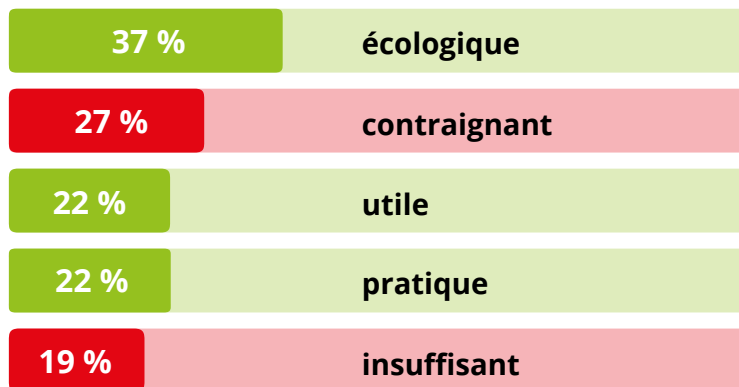 37 % écologique
27 % contraignant
22 % utile
22 % pratique
19 % insuffisant